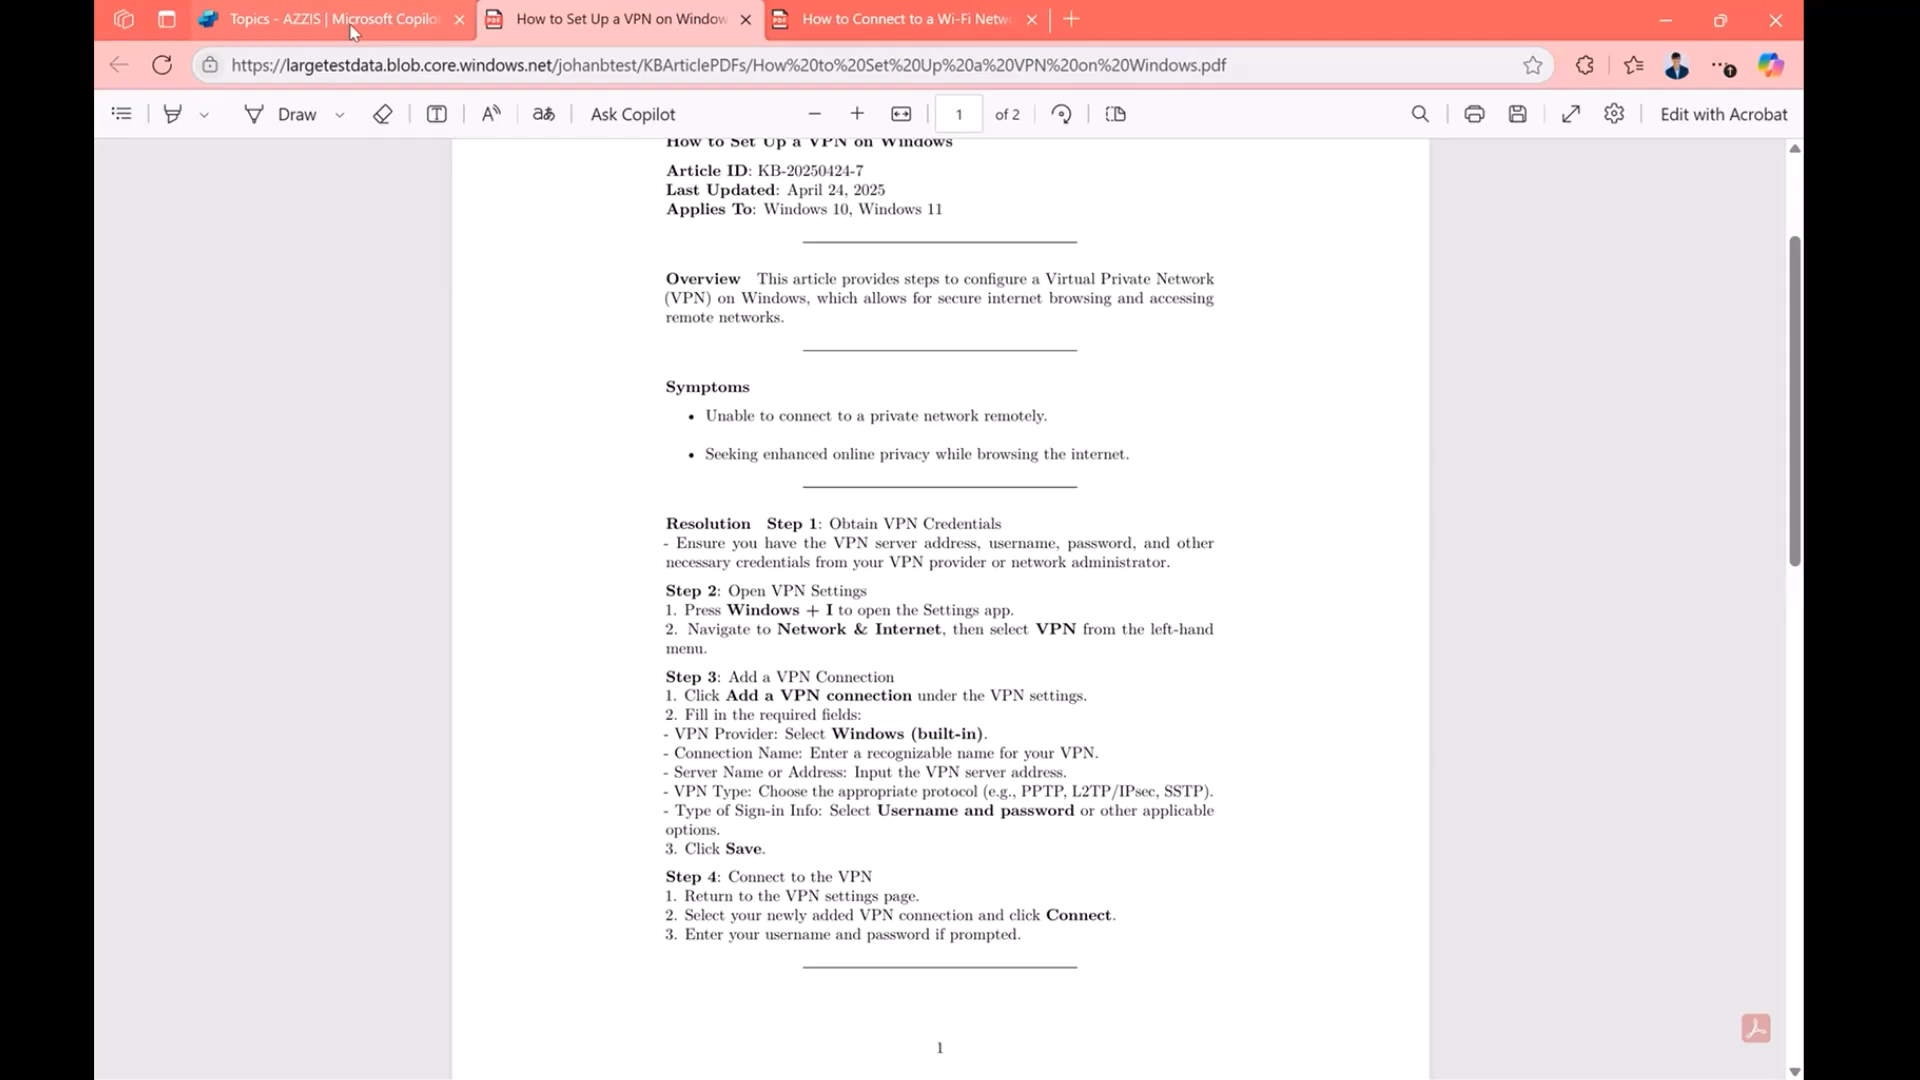 Topics - AZZIS | Microsoft Copilo
How to Set Up a VPN on Window
How to Connect to a Wi-Fi Netw
https://largetestdata.blob.core.windows.net/johanbtest/KBArticlePDFs/How%20to%20Set%20Up%20a%20VPN%20on%20Windows.pdf
Draw
Ask Copilot
1 of 2
Edit with Acrobat
How to Set Up a VPN on Windows
Article ID: KB-20250424-7
Last Updated: April 24, 2025
Applies To: Windows 10, Windows 11
Overview This article provides steps to configure a Virtual Private Network
(VPN) on Windows, which allows for secure internet browsing and accessing
remote networks.
Symptoms
• Unable to connect to a private network remotely.
• Seeking enhanced online privacy while browsing the internet.
Resolution Step 1: Obtain VPN Credentials
- Ensure you have the VPN server address, username, password, and other
necessary credentials from your VPN provider or network administrator.
Step 2: Open VPN Settings
1. Press Windows + I to open the Settings app.
2. Navigate to Network & Internet, then select VPN from the left-hand
menu.
Step 3: Add a VPN Connection
1. Click Add a VPN connection under the VPN settings.
2. Fill in the required fields:
- VPN Provider: Select Windows (built-in).
- Connection Name: Enter a recognizable name for your VPN.
- Server Name or Address: Input the VPN server address.
- VPN Type: Choose the appropriate protocol (e.g., PPTP, L2TP/IPsec, SSTP).
- Type of Sign-in Info: Select Username and password or other applicable
options.
3. Click Save.
Step 4: Connect to the VPN
1. Return to the VPN settings page.
2. Select your newly added VPN connection and click Connect.
3. Enter your username and password if prompted.
1